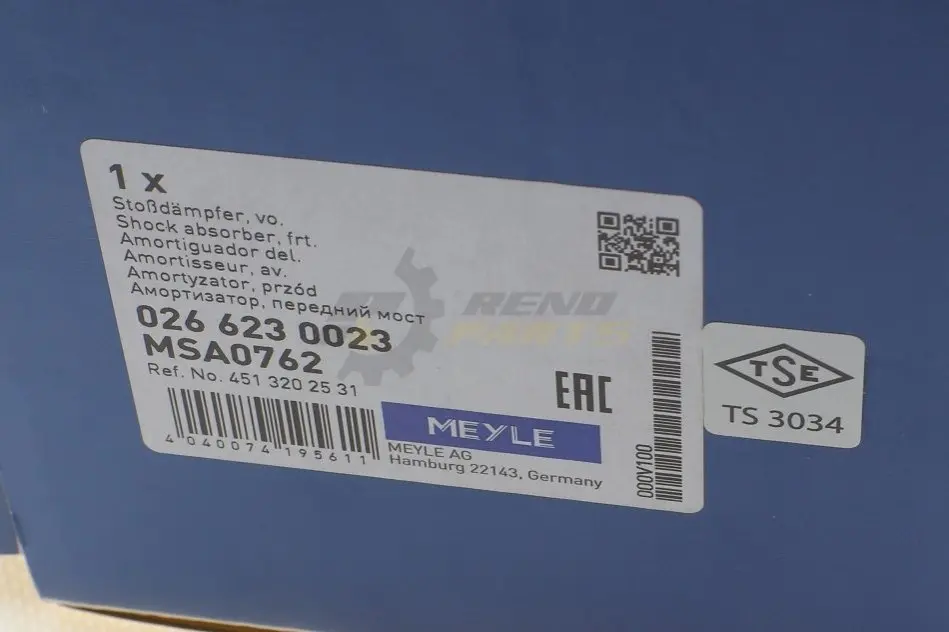 1 x
Stoßdämpfer, vo.
Shock absorber, frt.
Amortiguador del.
Amortisseur, av.
Amortyzator, przód
Амортизатор, передний мост
026 623 0023
MSA0762
Ref. No. 451 320 25 31
4 040074 195611
MEYLE
MEYLE AG
Hamburg 22143, Germany
EAC
000V100
TSE
TS 3034
RENO
PARTS